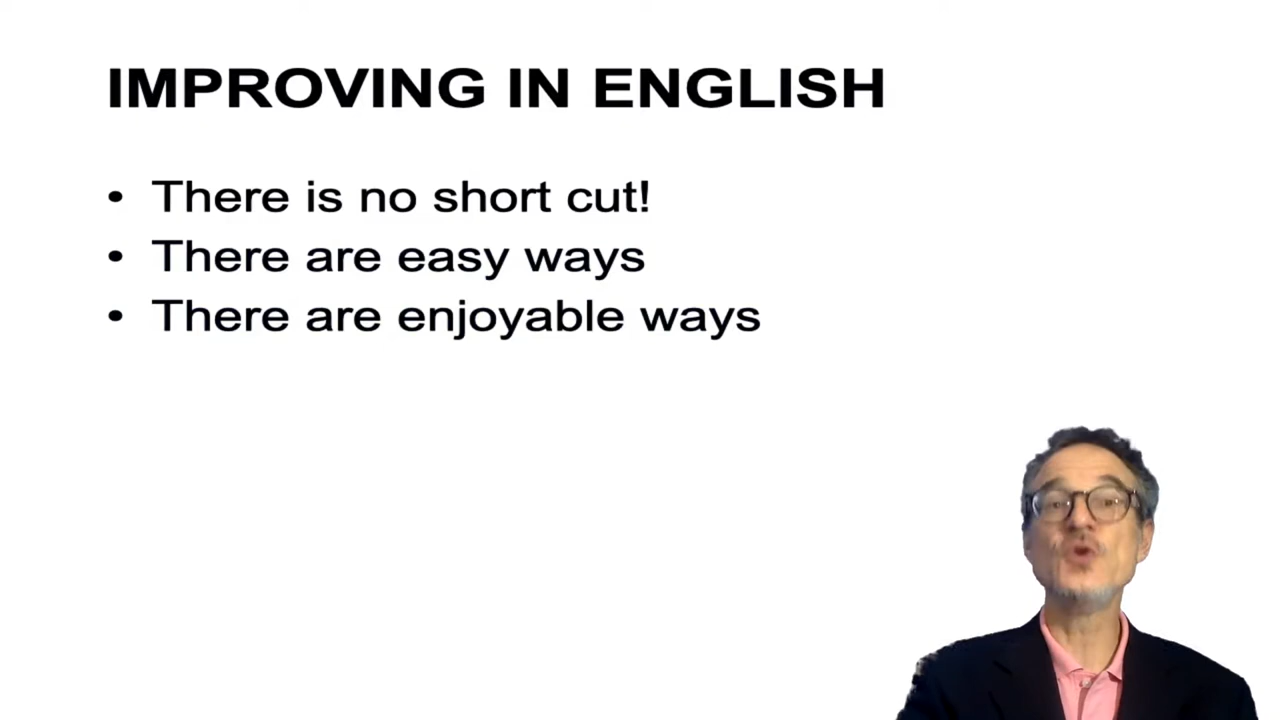 IMPROVING IN ENGLISH
• There is no short cut!
• There are easy ways
• There are enjoyable ways